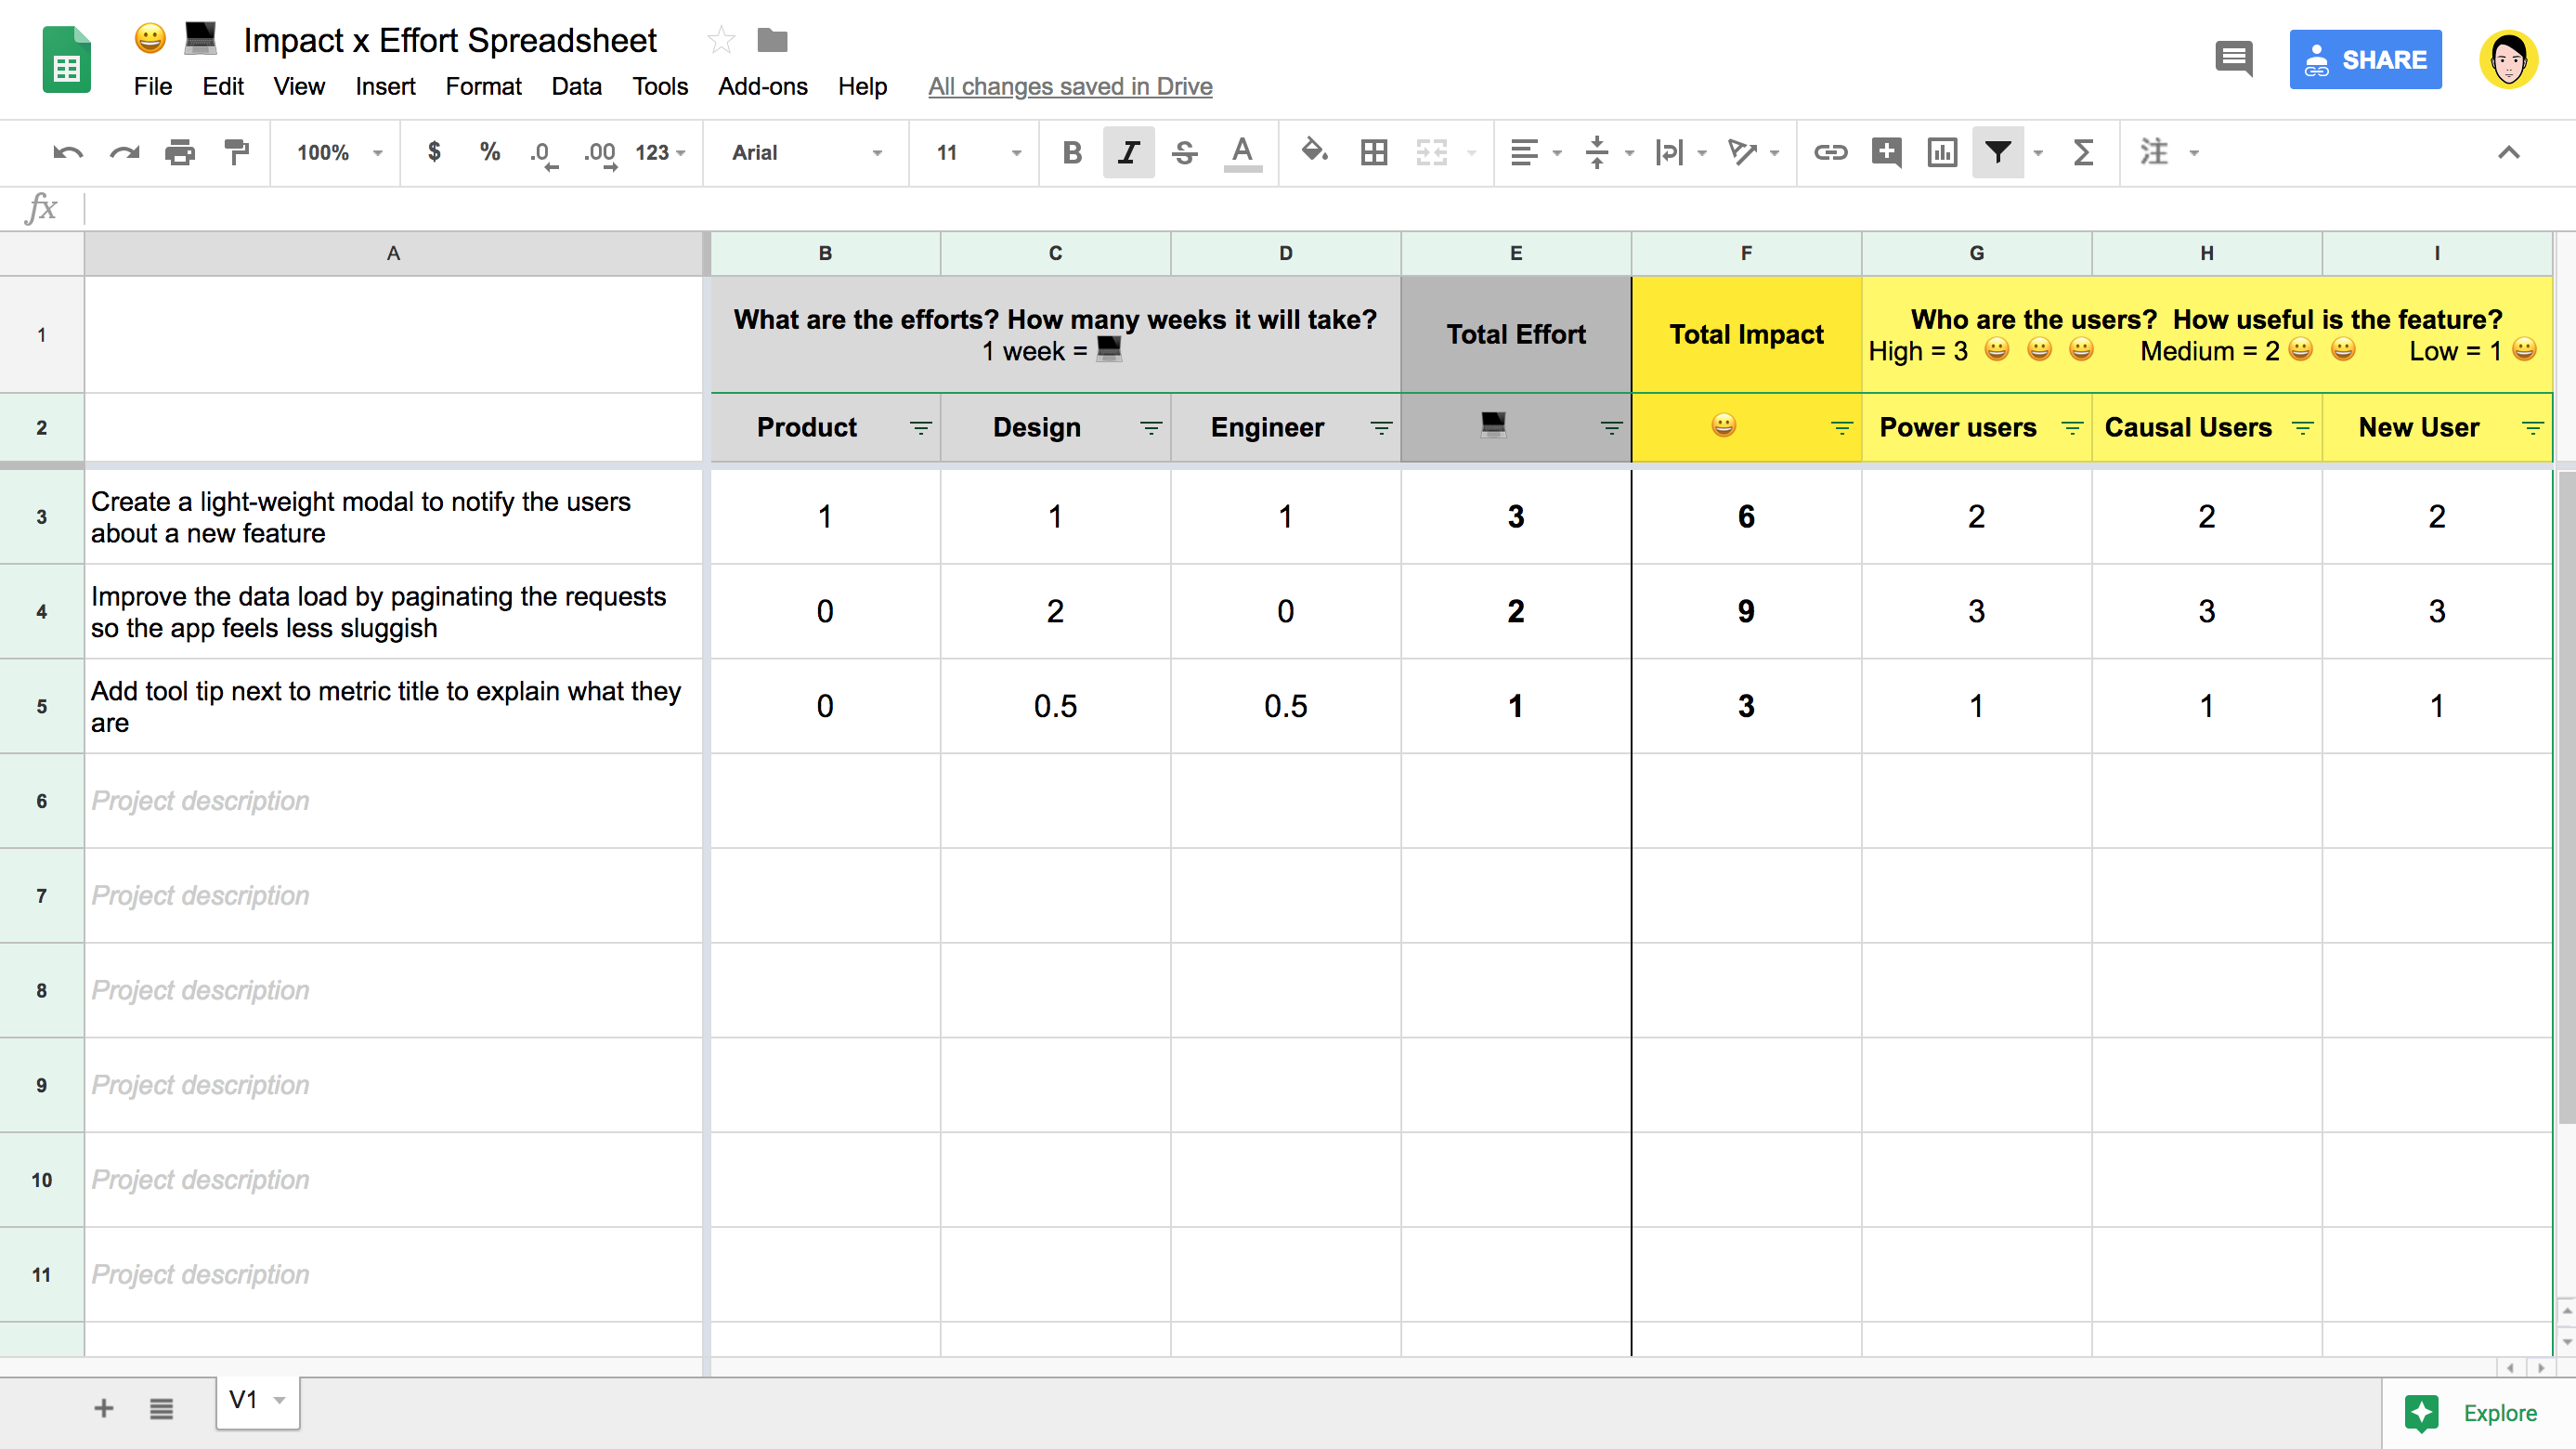 😀 💻 Impact x Effort Spreadsheet
File Edit View Insert Format Data Tools Add-ons Help All changes saved in Drive
SHARE
100% $ % .0 .00 123 Arial 11 B I S A Σ 注
fx
A B C D E F G H I
1
What are the efforts? How many weeks it will take?
1 week = 💻
Total Effort
Total Impact
Who are the users? How useful is the feature?
High = 3 😀 😀 😀 Medium = 2 😀 😀 Low = 1 😀
2 Product Design Engineer 💻 😀 Power users Causal Users New User
3
Create a light-weight modal to notify the users
about a new feature
1 1 1 3 6 2 2 2
4
Improve the data load by paginating the requests
so the app feels less sluggish
0 2 0 2 9 3 3 3
5
Add tool tip next to metric title to explain what they
are
0 0.5 0.5 1 3 1 1 1
6 Project description
7 Project description
8 Project description
9 Project description
10 Project description
11 Project description
V1
Explore